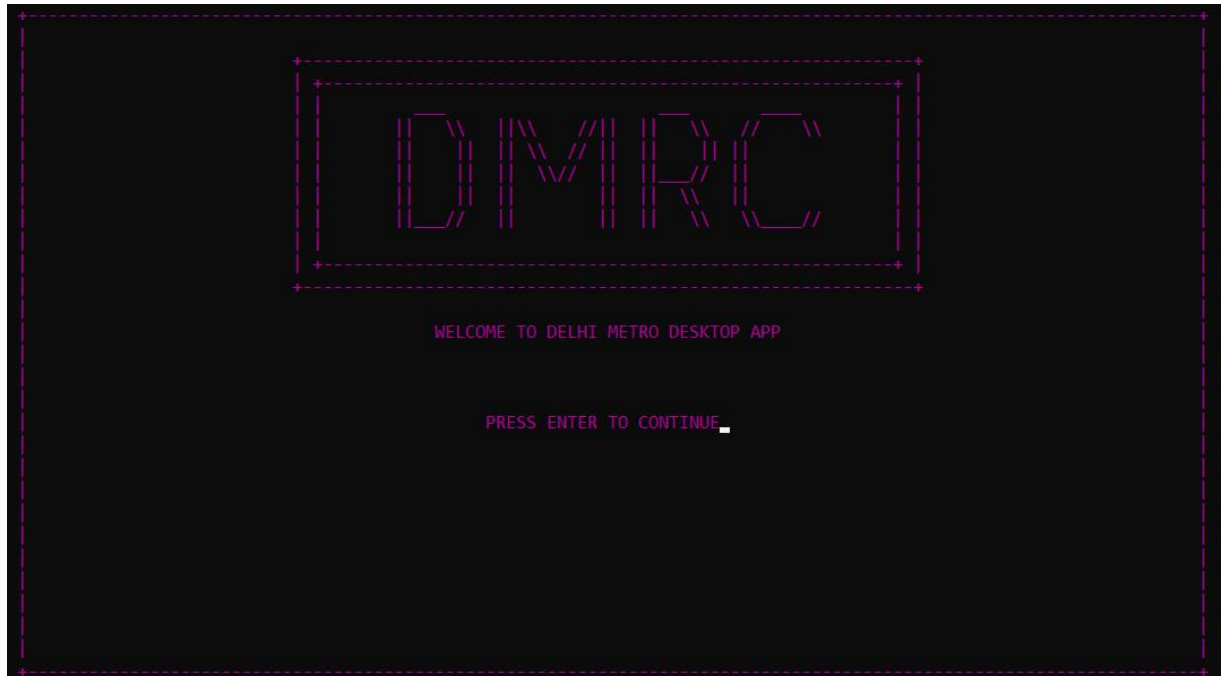 DMRC
WELCOME TO DELHI METRO DESKTOP APP
PRESS ENTER TO CONTINUE